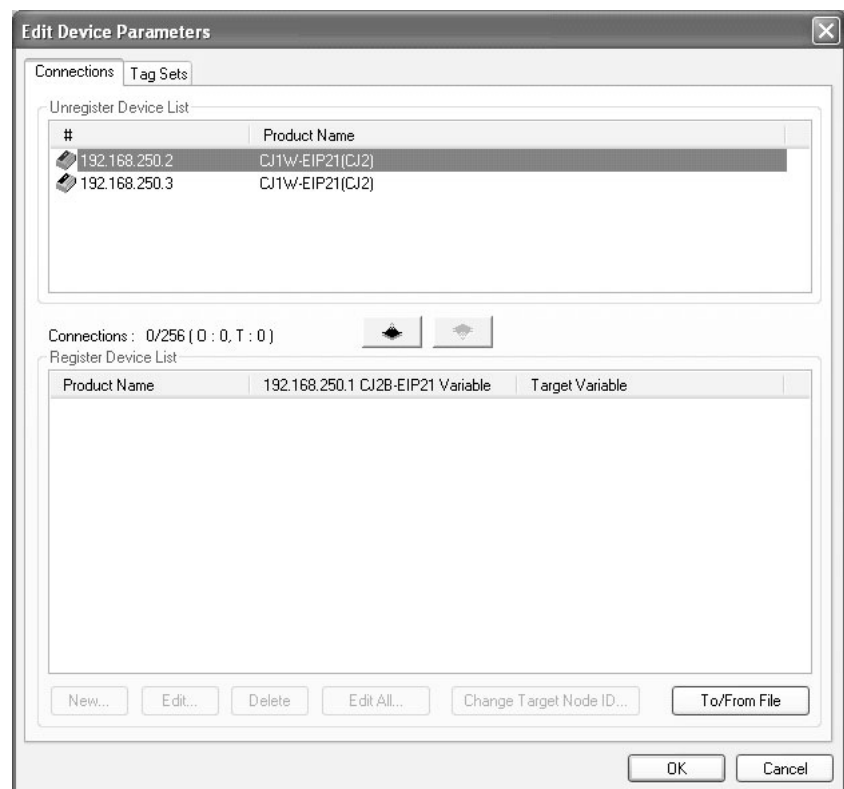 Edit Device Parameters
Connections Tag Sets
Unregister Device List
# Product Name
192.168.250.2 CJ1W-EIP21(CJ2)
192.168.250.3 CJ1W-EIP21(CJ2)
Connections : 0/256 ( O : 0, T : 0 )
Register Device List
Product Name 192.168.250.1 CJ2B-EIP21 Variable Target Variable
New... Edit... Delete Edit All... Change Target Node ID... To/From File
OK Cancel